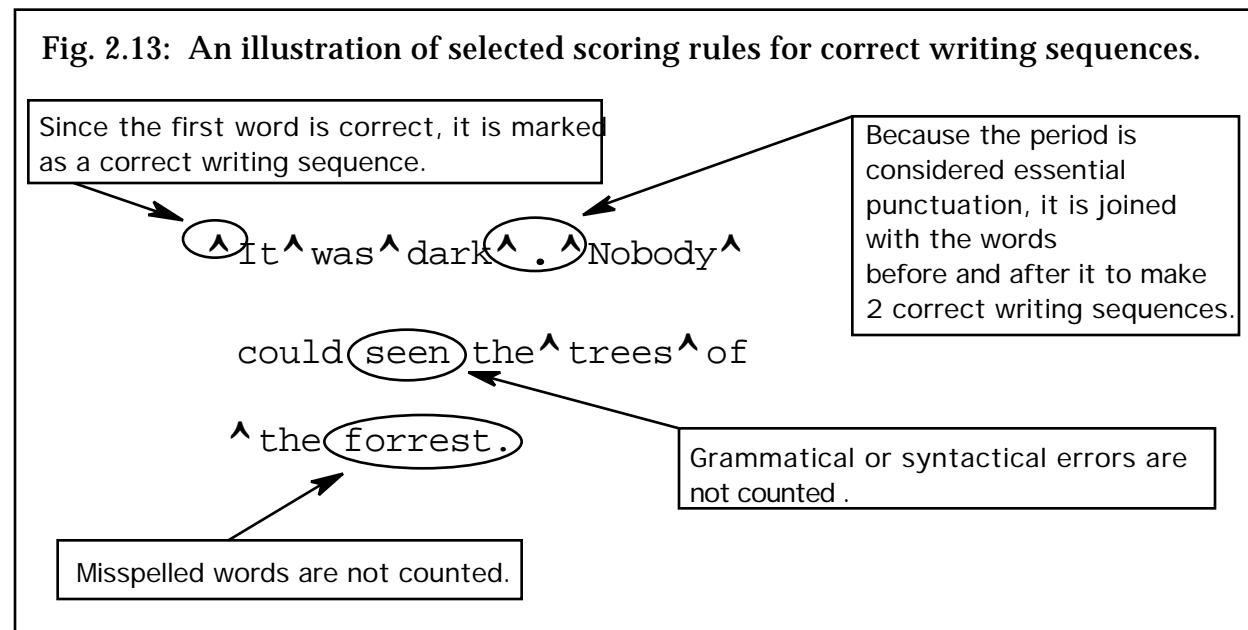 Fig. 2.13: An illustration of selected scoring rules for correct writing sequences.
Since the first word is correct, it is marked
as a correct writing sequence.
Because the period is
considered essential
punctuation, it is joined
with the words
before and after it to make
2 correct writing sequences.
^It^was^dark^.^Nobody^
could seen the^trees^of
^the forrest.
Grammatical or syntactical errors are
not counted .
Misspelled words are not counted.